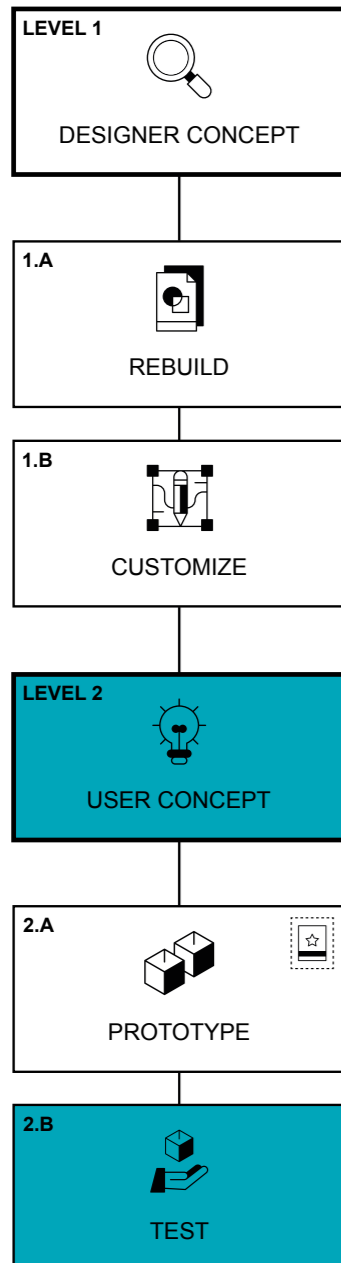 LEVEL 1
DESIGNER CONCEPT
1.A
REBUILD
1.B
CUSTOMIZE
LEVEL 2
USER CONCEPT
2.A
PROTOTYPE
2.B
TEST